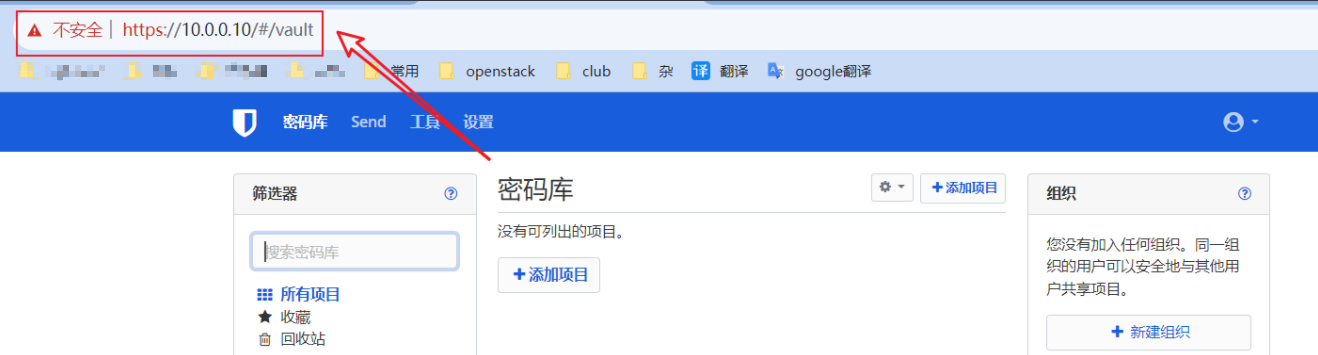 不安全 | https://10.0.0.10/#/vault
常用 openstack club 杂 译 翻译 google翻译
密码库 Send 工具 设置
筛选器
搜索密码库
所有项目
收藏
回收站
密码库
添加项目
没有可列出的项目。
添加项目
组织
您没有加入任何组织。同一组
织的用户可以安全地与其他用
户共享项目。
新建组织